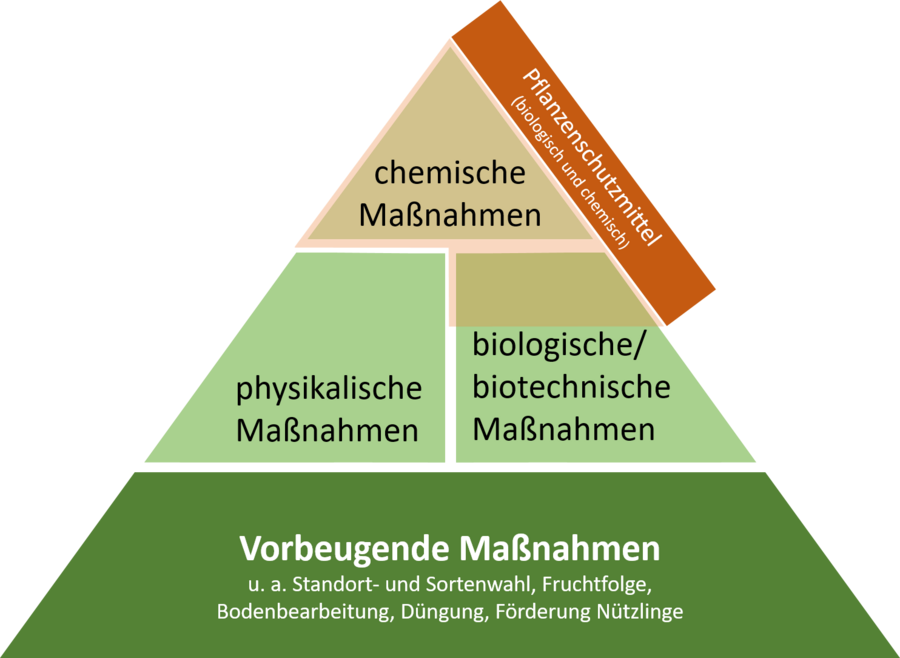 Pflanzenschutzmittel
(biologisch und chemisch)
chemische
Maßnahmen
physikalische
Maßnahmen
biologische/
biotechnische
Maßnahmen
Vorbeugende Maßnahmen
u. a. Standort- und Sortenwahl, Fruchtfolge,
Bodenbearbeitung, Düngung, Förderung Nützlinge